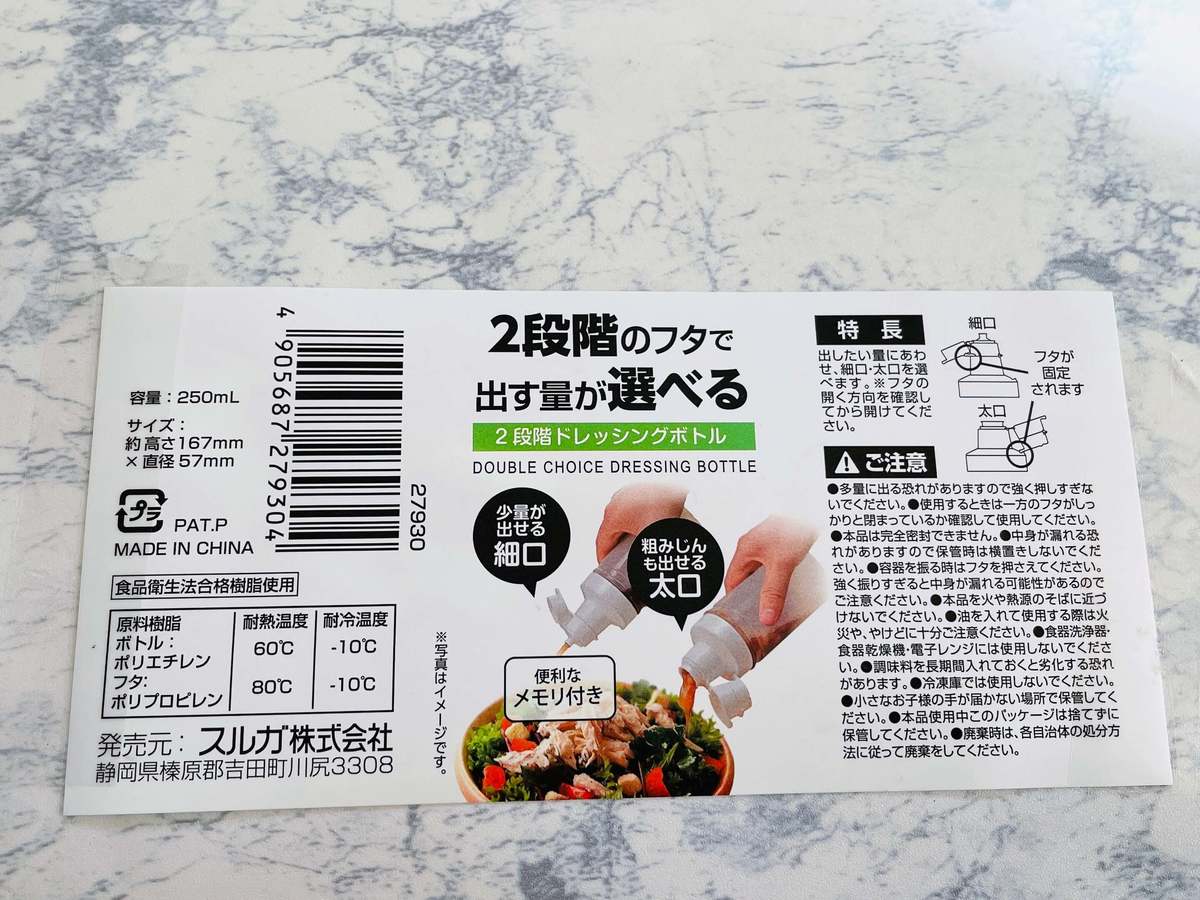 容量：250mL
サイズ：
約高さ167mm
×直径57mm
プラ
PAT.P
MADE IN CHINA
4 905687 279304
27930
食品衛生法合格樹脂使用
原料樹脂 耐熱温度 耐冷温度
ボトル：
ポリエチレン 60℃ -10℃
フタ：
ポリプロピレン 80℃ -10℃
発売元：スルガ株式会社
静岡県榛原郡吉田町川尻3308
2段階のフタで
出す量が選べる
2段階ドレッシングボトル
DOUBLE CHOICE DRESSING BOTTLE
少量が
出せる
細口
粗みじん
も出せる
太口
便利な
メモリ付き
※写真はイメージです。
特長
出したい量にあわ
せ、細口・太口を選
べます。※フタの
開く方向を確認し
てから開けてくだ
さい。
細口
フタが
固定
されます
太口
ご注意
●多量に出る恐れがありますので強く押しすぎな
いでください。●使用するときは一方のフタがしっ
かりと閉まっているか確認して使用してください。
●本品は完全密封できません。●中身が漏れる恐
れがありますので保管時は横置きしないでくだ
さい。●容器を振る時はフタを押さえてください。
強く振りすぎると中身が漏れる可能性があるので
ご注意ください。●本品を火や熱源のそばに近づ
けないでください。●油を入れて使用する際は火
災や、やけどに十分ご注意ください。●食器洗浄器・
食器乾燥機・電子レンジには使用しないでくださ
い。●調味料を長期間入れておくと劣化する恐れ
があります。●冷凍庫では使用しないでください。
●小さなお子様の手が届かない場所で保管してく
ださい。●本品使用中このパッケージは捨てずに
保管してください。●廃棄時は、各自治体の処分方
法に従って廃棄をしてください。